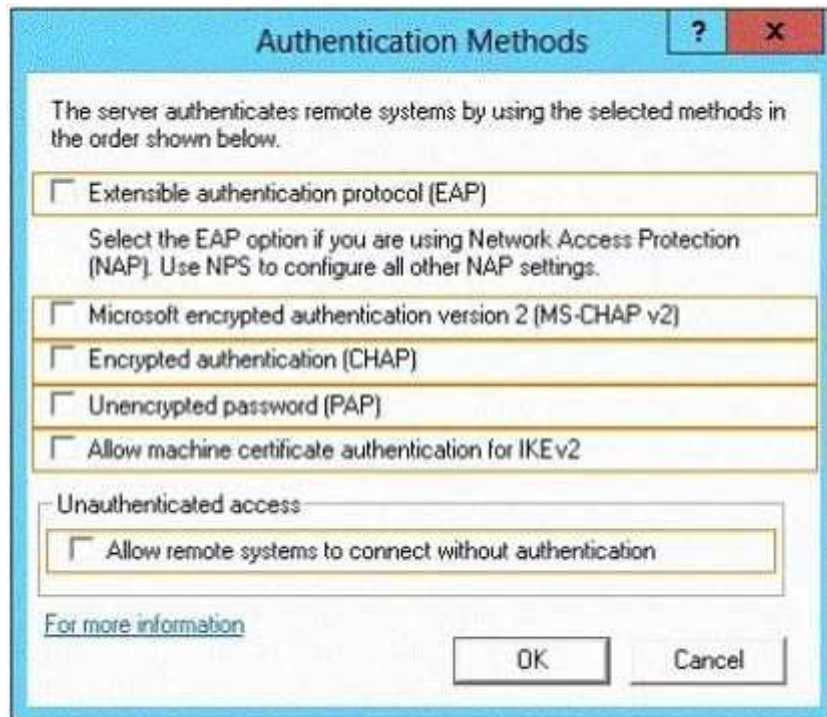 Authentication Methods
?
x
The server authenticates remote systems by using the selected methods in
the order shown below.
Extensible authentication protocol (EAP)
Select the EAP option if you are using Network Access Protection
(NAP). Use NPS to configure all other NAP settings.
Microsoft encrypted authentication version 2 (MS-CHAP v2)
Encrypted authentication (CHAP)
Unencrypted password (PAP)
Allow machine certificate authentication for IKEv2
Unauthenticated access
Allow remote systems to connect without authentication
For more information
OK
Cancel